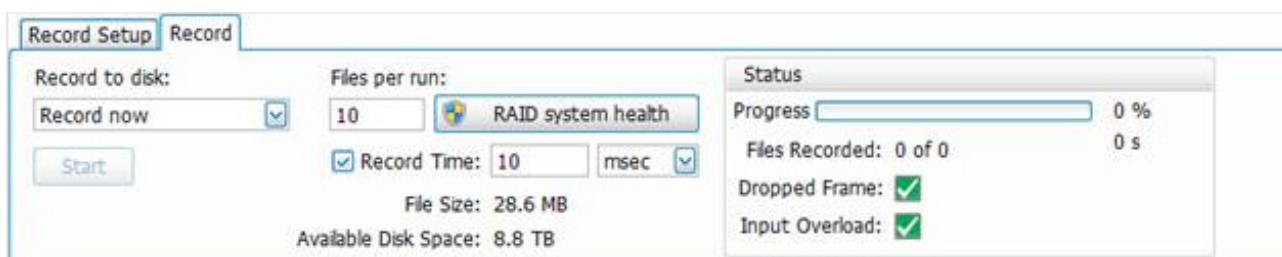 Record Setup Record
Record to disk: Files per run: Status
Record now 10 RAID system health Progress 0 %
Start Record Time: 10 msec Files Recorded: 0 of 0 0 s
File Size: 28.6 MB Dropped Frame:
Available Disk Space: 8.8 TB Input Overload: